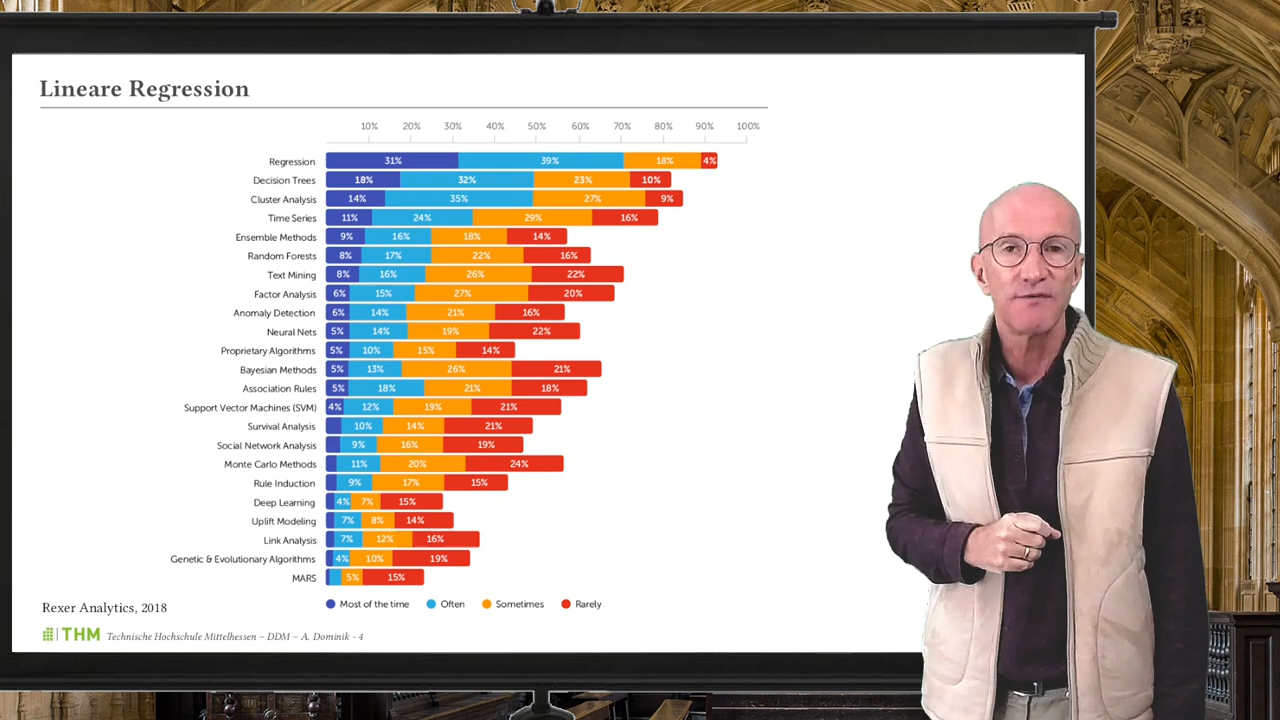 Lineare Regression
10% 20% 30% 40% 50% 60% 70% 80% 90% 100%
Regression 31% 39% 18% 4%
Decision Trees 18% 32% 23% 10%
Cluster Analysis 14% 35% 27% 9%
Time Series 11% 24% 29% 16%
Ensemble Methods 9% 16% 18% 14%
Random Forests 8% 17% 22% 16%
Text Mining 8% 16% 26% 22%
Factor Analysis 6% 15% 27% 20%
Anomaly Detection 6% 14% 21% 16%
Neural Nets 5% 14% 19% 22%
Proprietary Algorithms 5% 10% 15% 14%
Bayesian Methods 5% 13% 26% 21%
Association Rules 5% 18% 21% 18%
Support Vector Machines (SVM) 4% 12% 19% 21%
Survival Analysis 10% 14% 21%
Social Network Analysis 9% 16% 19%
Monte Carlo Methods 11% 20% 24%
Rule Induction 9% 17% 15%
Deep Learning 4% 7% 15%
Uplift Modeling 7% 8% 14%
Link Analysis 7% 12% 16%
Genetic & Evolutionary Algorithms 4% 10% 19%
MARS 5% 15%
Most of the time Often Sometimes Rarely
Rexer Analytics, 2018
THM Technische Hochschule Mittelhessen – DDM – A. Dominik - 4